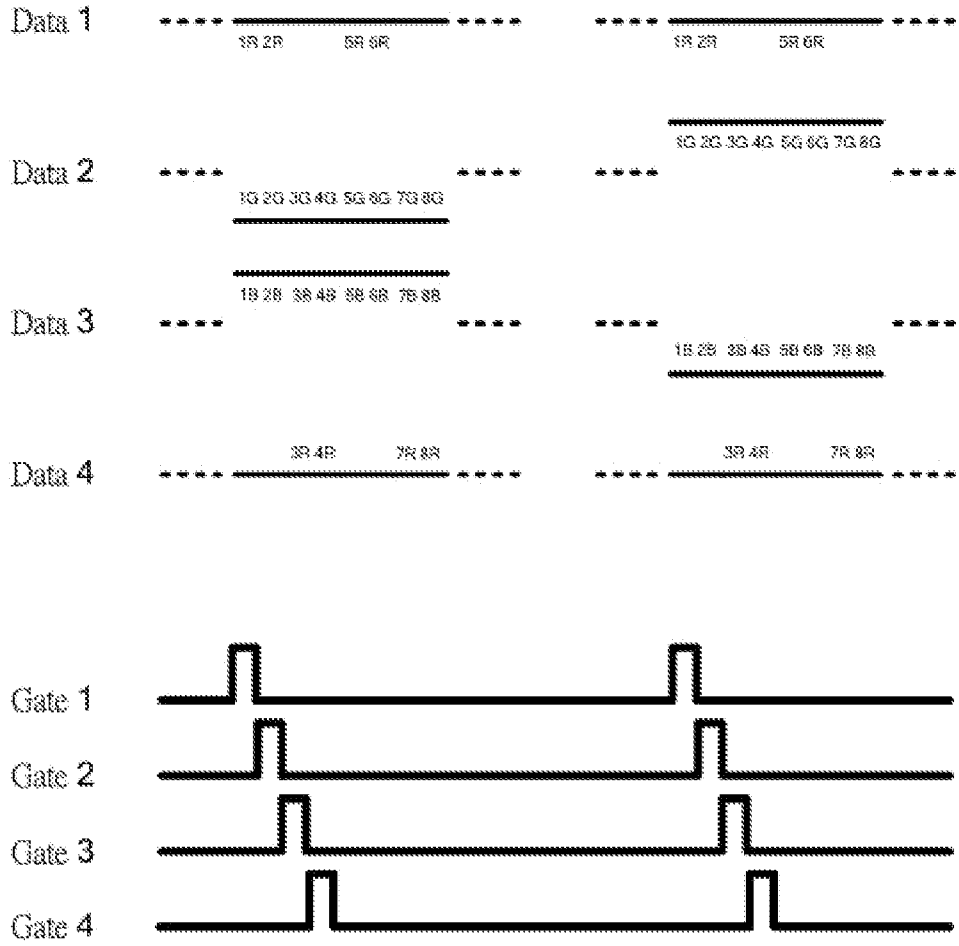 Data 1
1R 2R 5R 6R 1R 2R 5R 6R
1G 2G 3G 4G 5G 6G 7G 8G
Data 2
1G 2G 3G 4G 5G 6G 7G 8G
1B 2B 3B 4B 5B 6B 7B 8B
Data 3
1B 2B 3B 4B 5B 6B 7B 8B
3R 4R 7R 8R 3R 4R 7R 8R
Data 4
Gate 1
Gate 2
Gate 3
Gate 4